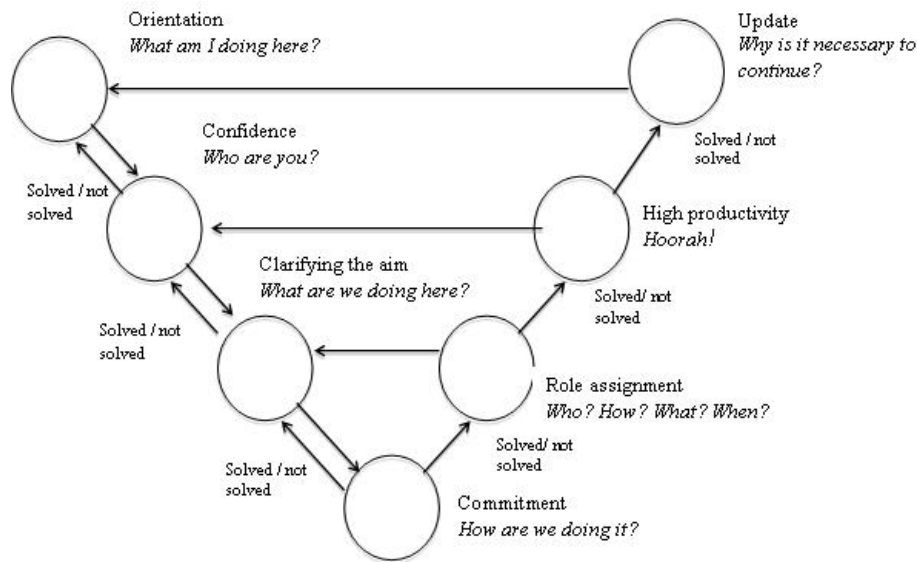 Orientation
What am I doing here?
Update
Why is it necessary to
continue?
Confidence
Who are you?
Solved / not
solved
Solved / not
solved
High productivity
Hoorah!
Clarifying the aim
What are we doing here?
Solved/ not
solved
Solved / not
solved
Role assignment
Who? How? What? When?
Solved/ not
solved
Solved / not
solved
Commitment
How are we doing it?